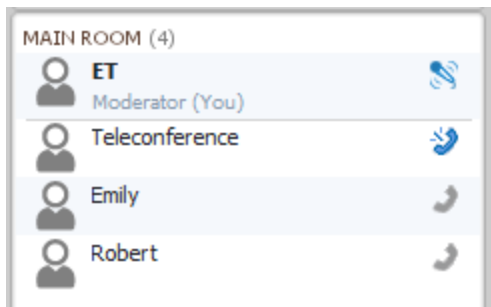 MAIN ROOM (4)
ET
Moderator (You)
Teleconference
Emily
Robert